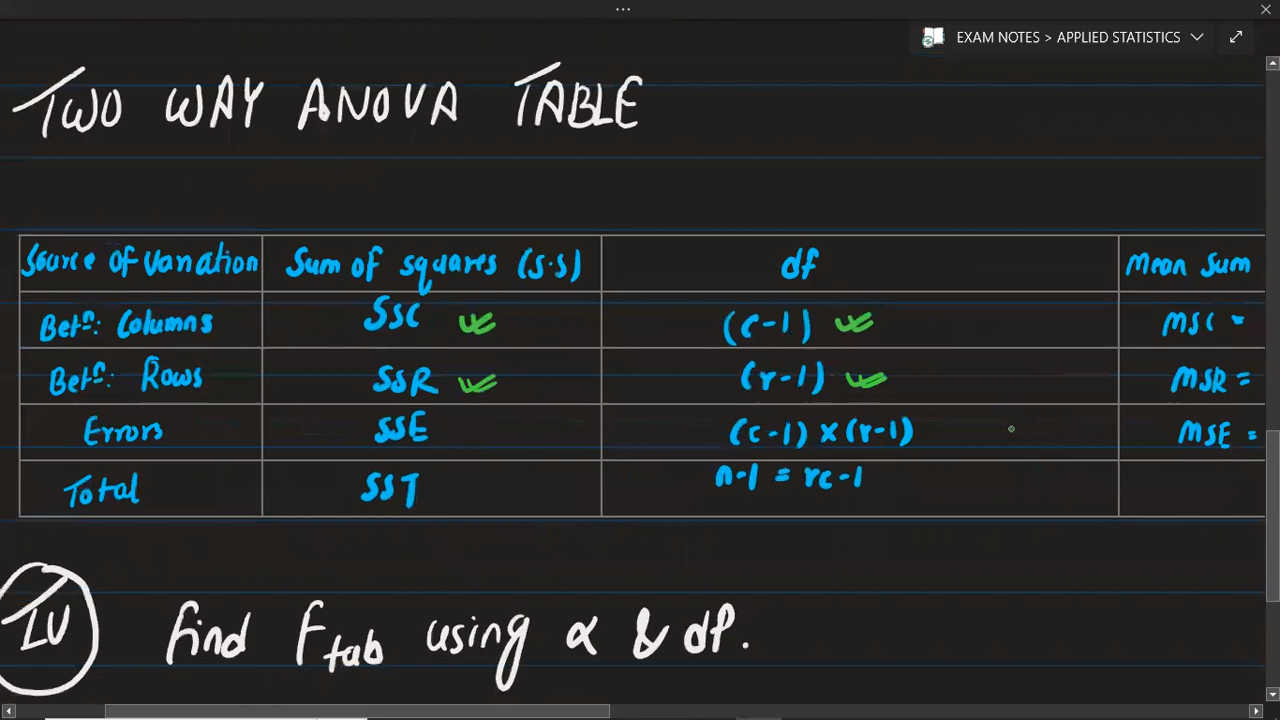 EXAM NOTES > APPLIED STATISTICS
TWO WAY ANOVA TABLE
Source of variation Sum of squares (S.S) df Mean Sum
Betⁿ: Columns SSC (c-1) MSC =
Betⁿ: Rows SSR (r-1) MSR =
Errors SSE (c-1) x (r-1) MSE =
Total SST n-1 = rc-1
IV find Ftab using α & df.